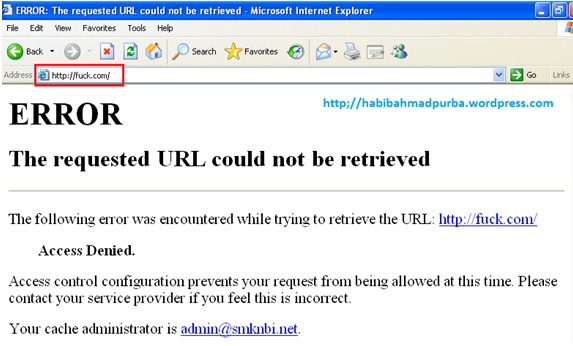 ERROR: The requested URL could not be retrieved - Microsoft Internet Explorer
File Edit View Favorites Tools Help
Back Search Favorites
Address http://fuck.com/ Go Links
http://habibahmadpurba.wordpress.com
ERROR
The requested URL could not be retrieved
The following error was encountered while trying to retrieve the URL: http://fuck.com/
Access Denied.
Access control configuration prevents your request from being allowed at this time. Please
contact your service provider if you feel this is incorrect.
Your cache administrator is admin@smknbi.net.